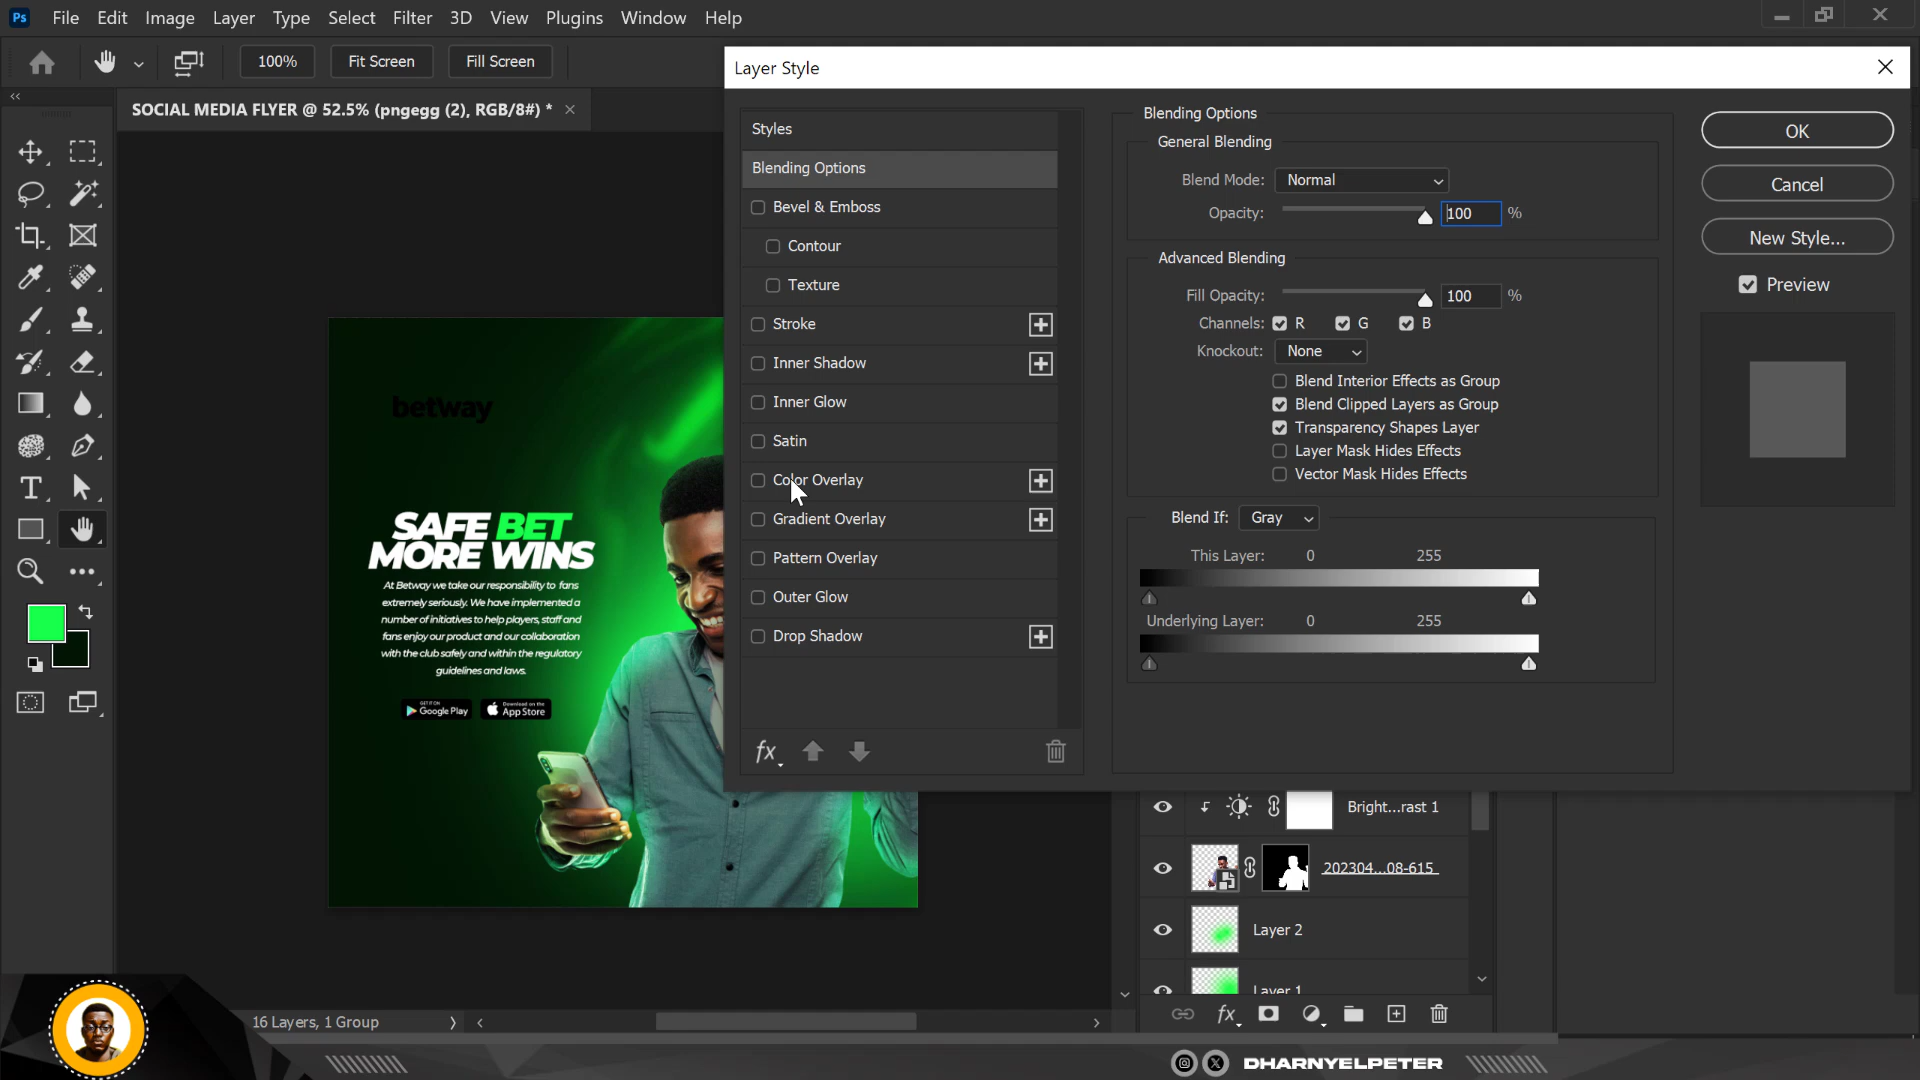 Ps File Edit Image Layer Type Select Filter 3D View Plugins Window Help
100% Fit Screen Fill Screen
SOCIAL MEDIA FLYER @ 52.5% (pngegg (2), RGB/8#) *
Layer Style
Styles
Blending Options
Bevel & Emboss
Contour
Texture
Stroke
Inner Shadow
Inner Glow
Satin
Color Overlay
Gradient Overlay
Pattern Overlay
Outer Glow
Drop Shadow
fx
Blending Options
General Blending
Blend Mode: Normal
Opacity: 100 %
Advanced Blending
Fill Opacity: 100 %
Channels: R G B
Knockout: None
Blend Interior Effects as Group
Blend Clipped Layers as Group
Transparency Shapes Layer
Layer Mask Hides Effects
Vector Mask Hides Effects
Blend If: Gray
This Layer: 0 255
Underlying Layer: 0 255
OK
Cancel
New Style...
Preview
betway
SAFE BET
MORE WINS
At Betway we take our responsibility to fans
extremely seriously. We have implemented a
number of initiatives to help players, staff and
fans enjoy our product and our collaboration
with the club safely and within the regulatory
guidelines and laws.
GET IT ON
Google Play
Download on the
App Store
Bright...rast 1
202304...08-615
Layer 2
Layer 1
fx
16 Layers, 1 Group
DHARNYELPETER